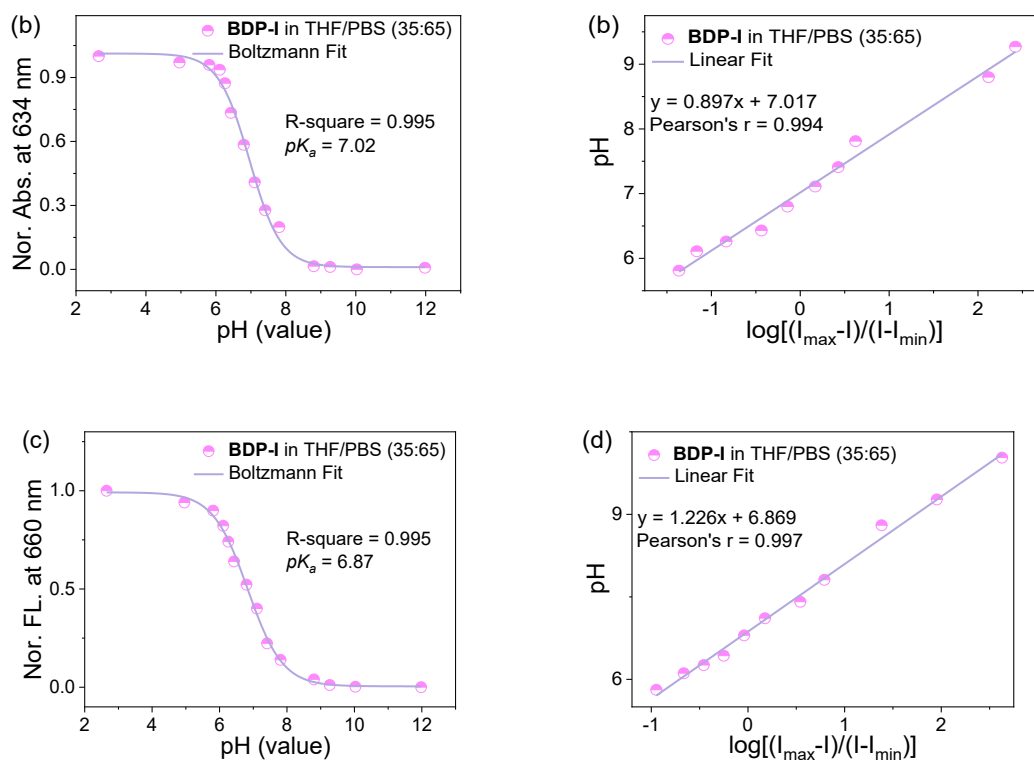 (b)
BDP-I in THF/PBS (35:65)
Boltzmann Fit
R-square = 0.995
pKₐ = 7.02
Nor. Abs. at 634 nm
0.9
0.6
0.3
0.0
2 4 6 8 10 12
pH (value)
(b)
BDP-I in THF/PBS (35:65)
Linear Fit
y = 0.897x + 7.017
Pearson's r = 0.994
pH
9
8
7
6
-1 0 1 2
log[(Imax-I)/(I-Imin)]
(c)
BDP-I in THF/PBS (35:65)
Boltzmann Fit
R-square = 0.995
pKₐ = 6.87
Nor. FL. at 660 nm
1.0
0.5
0.0
2 4 6 8 10 12
pH (value)
(d)
BDP-I in THF/PBS (35:65)
Linear Fit
y = 1.226x + 6.869
Pearson's r = 0.997
pH
9
6
-1 0 1 2
log[(Imax-I)/(I-Imin)]